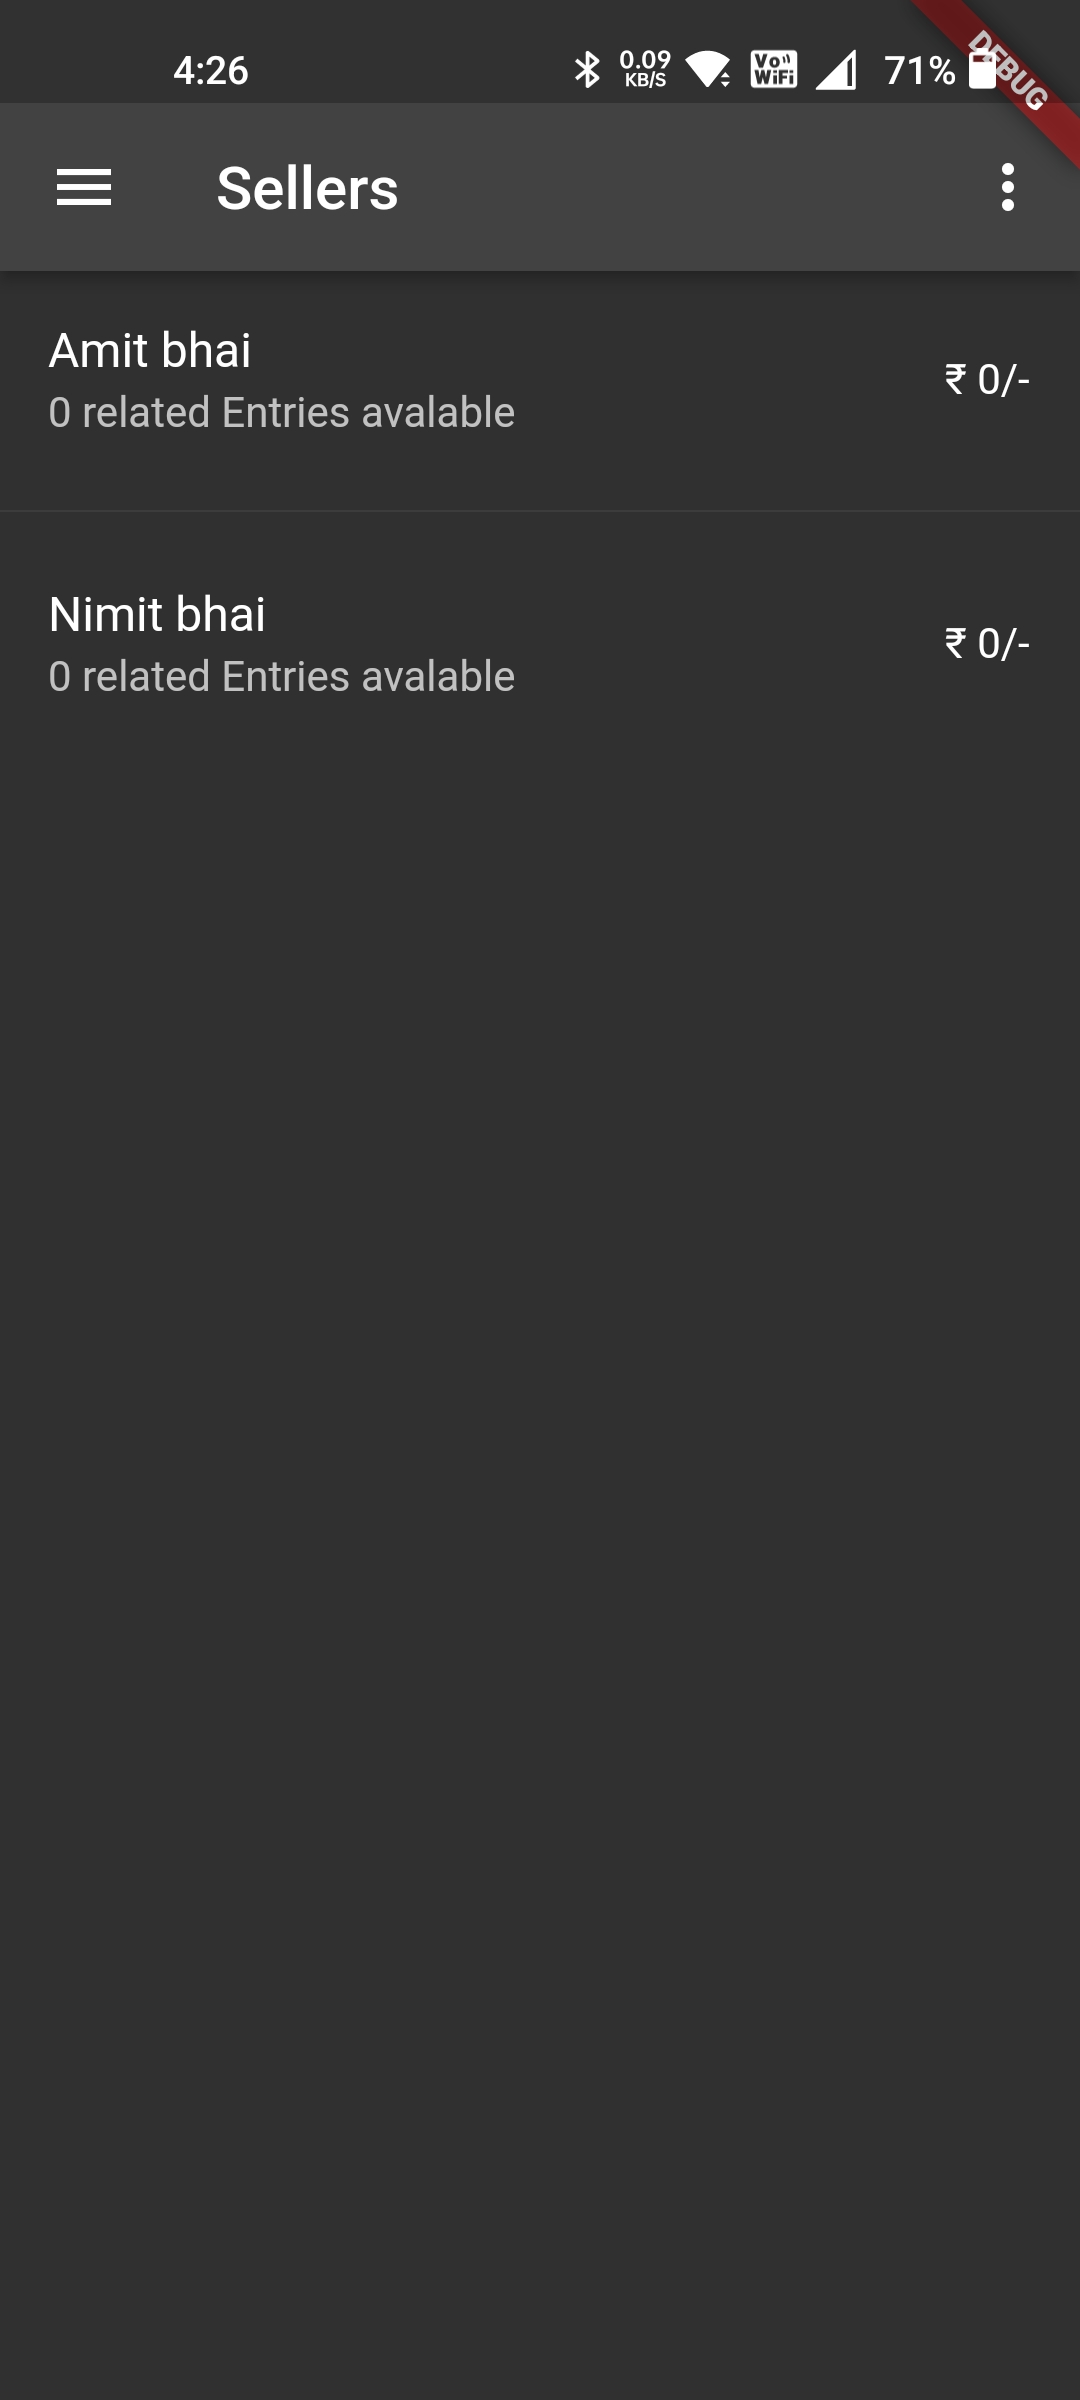 4:26
0.09
KB/S
Vo
WiFi
71%
DEBUG
Sellers
Amit bhai
0 related Entries avalable
₹ 0/-
Nimit bhai
0 related Entries avalable
₹ 0/-